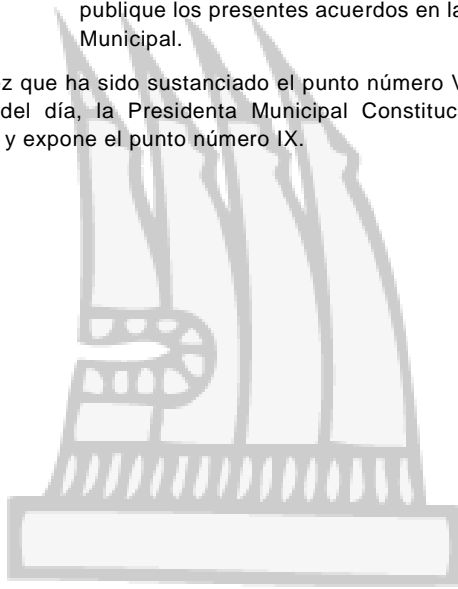 publique los presentes acuerdos en la
Municipal.
z que ha sido sustanciado el punto número V
del día, la Presidenta Municipal Constituc
y expone el punto número IX.